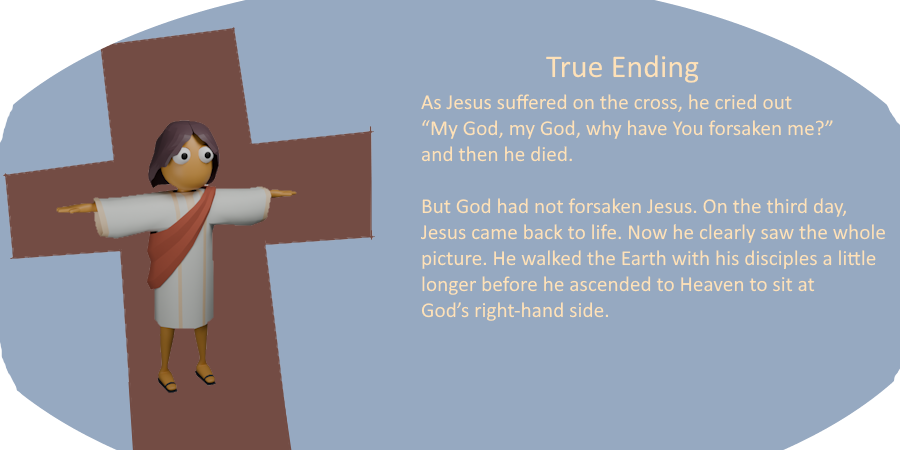 True Ending
As Jesus suffered on the cross, he cried out
“My God, my God, why have You forsaken me?”
and then he died.
But God had not forsaken Jesus. On the third day,
Jesus came back to life. Now he clearly saw the whole
picture. He walked the Earth with his disciples a little
longer before he ascended to Heaven to sit at
God’s right-hand side.